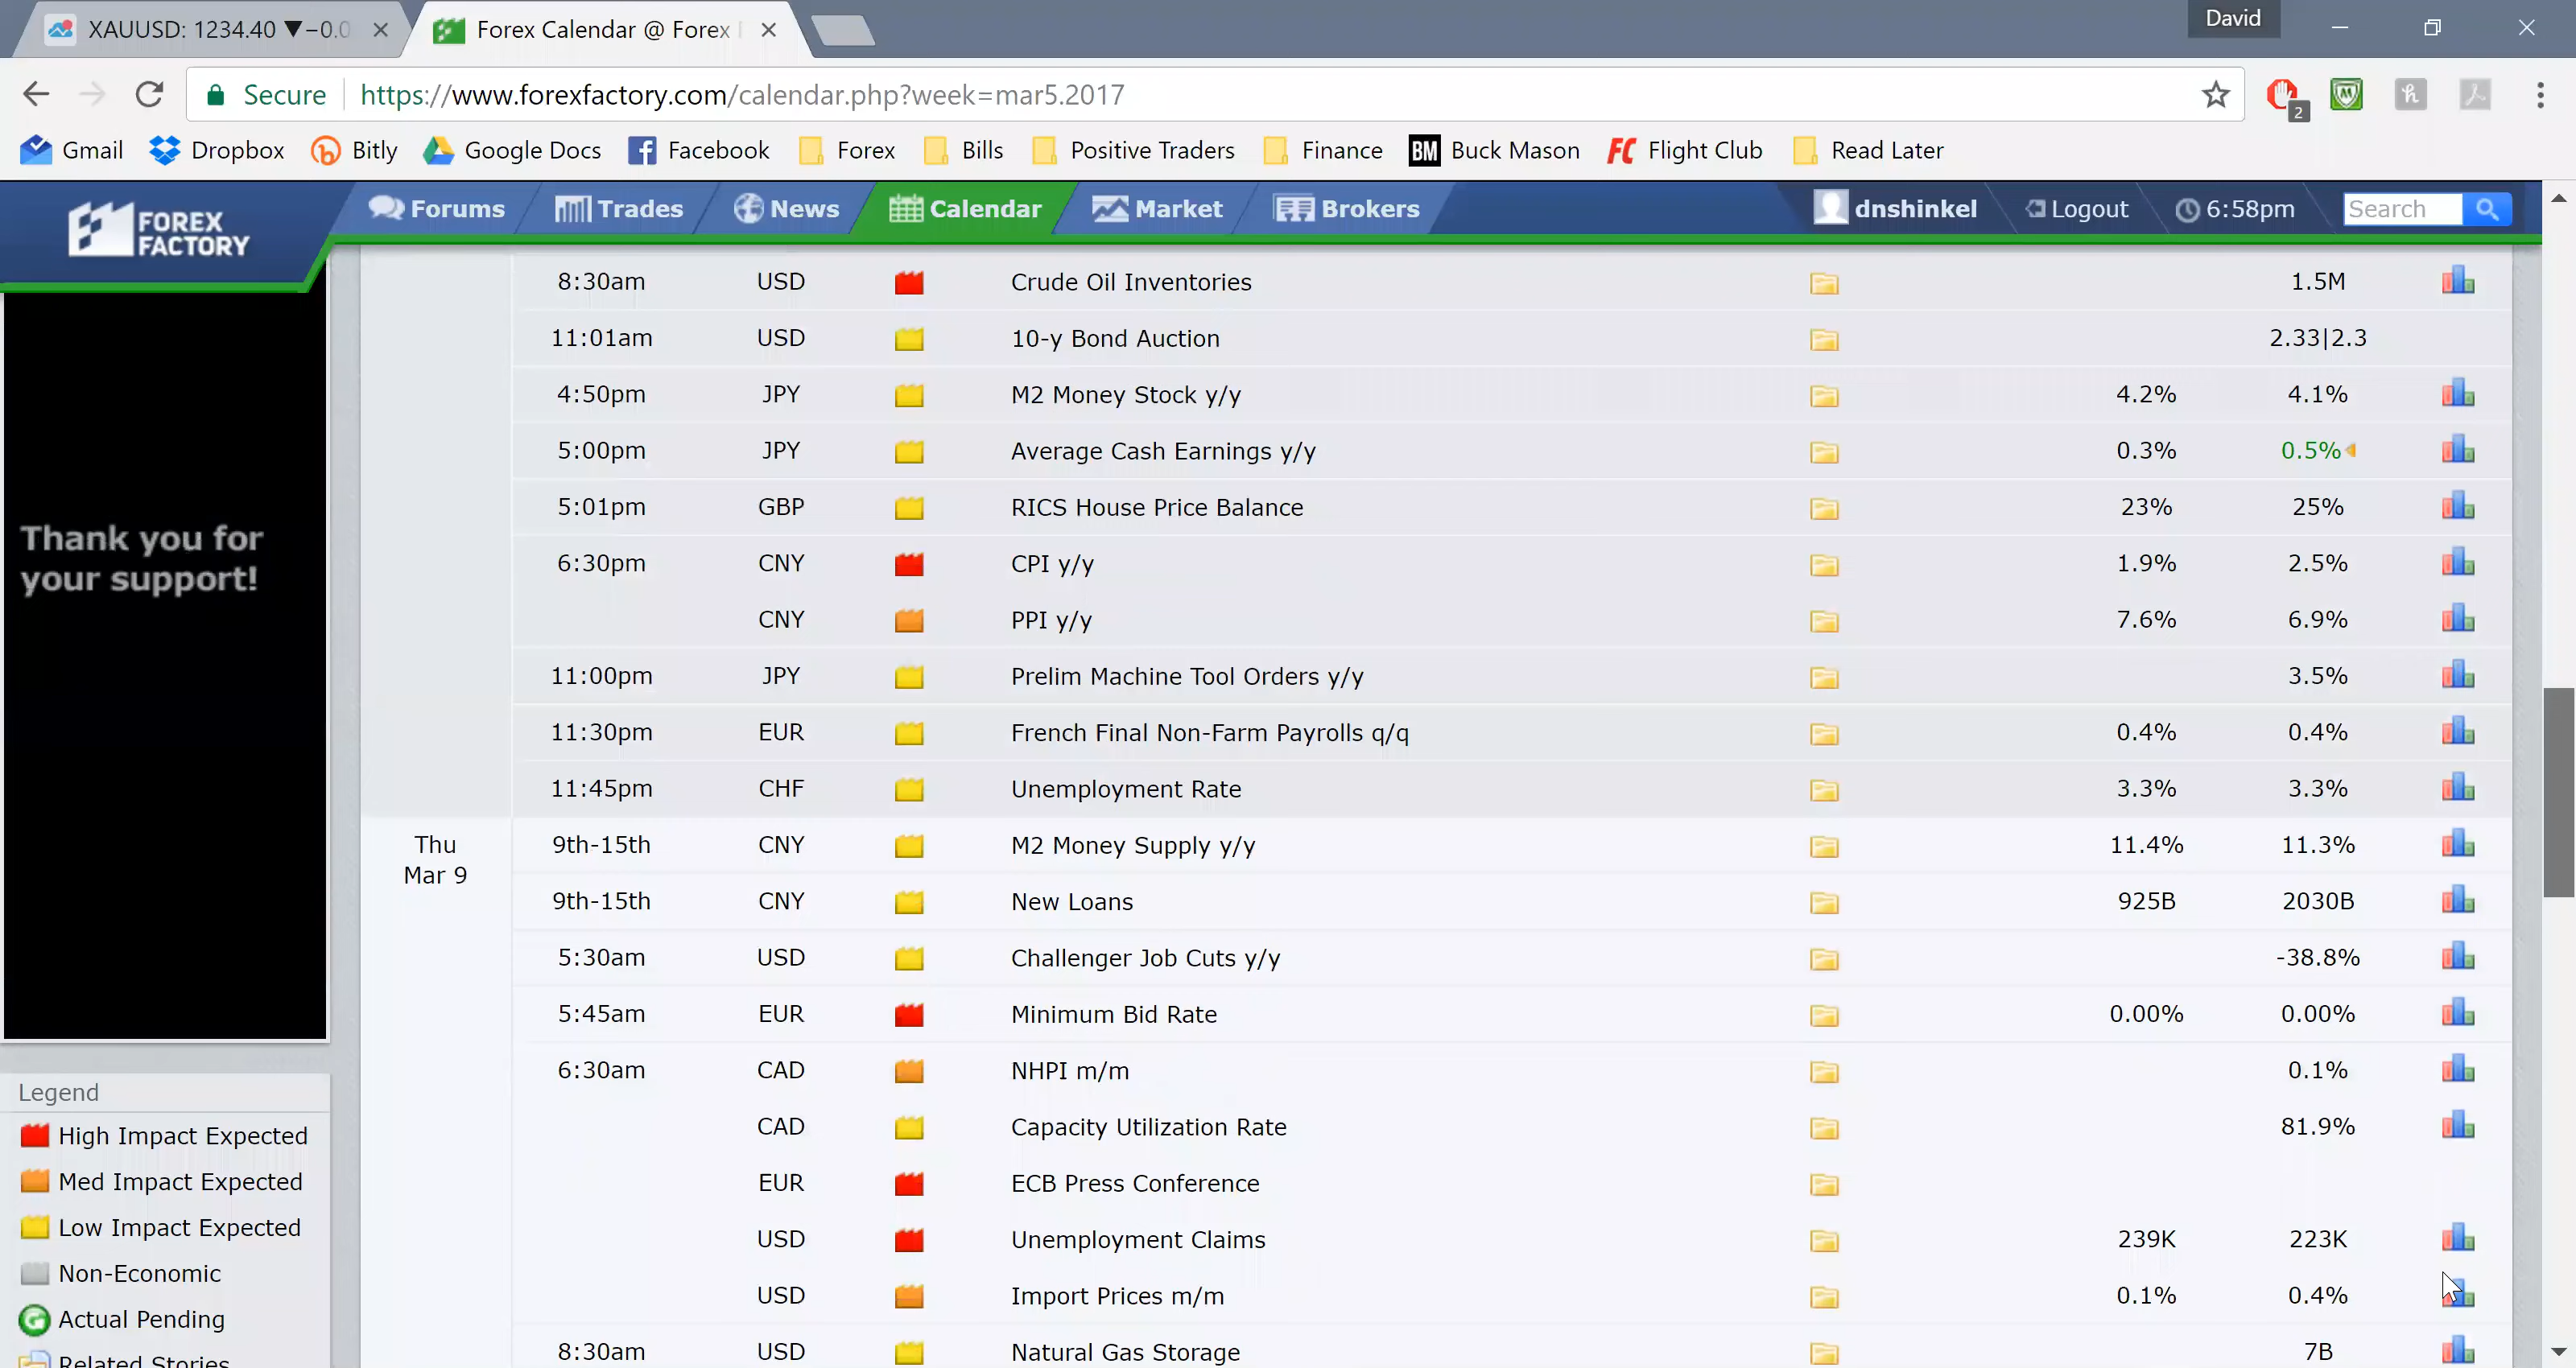 XAUUSD: 1234.40 ▼−0.0
Forex Calendar @ Forex
David
Secure https://www.forexfactory.com/calendar.php?week=mar5.2017
2
Gmail Dropbox Bitly Google Docs Facebook Forex Bills Positive Traders Finance BM Buck Mason FC Flight Club Read Later
FOREX FACTORY
Forums Trades News Calendar Market Brokers dnshinkel Logout 6:58pm Search
8:30am USD Crude Oil Inventories 1.5M
11:01am USD 10-y Bond Auction 2.33|2.3
4:50pm JPY M2 Money Stock y/y 4.2% 4.1%
5:00pm JPY Average Cash Earnings y/y 0.3% 0.5%
5:01pm GBP RICS House Price Balance 23% 25%
6:30pm CNY CPI y/y 1.9% 2.5%
CNY PPI y/y 7.6% 6.9%
11:00pm JPY Prelim Machine Tool Orders y/y 3.5%
11:30pm EUR French Final Non-Farm Payrolls q/q 0.4% 0.4%
11:45pm CHF Unemployment Rate 3.3% 3.3%
Thu
Mar 9
9th-15th CNY M2 Money Supply y/y 11.4% 11.3%
9th-15th CNY New Loans 925B 2030B
5:30am USD Challenger Job Cuts y/y -38.8%
5:45am EUR Minimum Bid Rate 0.00% 0.00%
6:30am CAD NHPI m/m 0.1%
CAD Capacity Utilization Rate 81.9%
EUR ECB Press Conference
USD Unemployment Claims 239K 223K
USD Import Prices m/m 0.1% 0.4%
8:30am USD Natural Gas Storage 7B
Thank you for
your support!
Legend
High Impact Expected
Med Impact Expected
Low Impact Expected
Non-Economic
Actual Pending
Related Stories